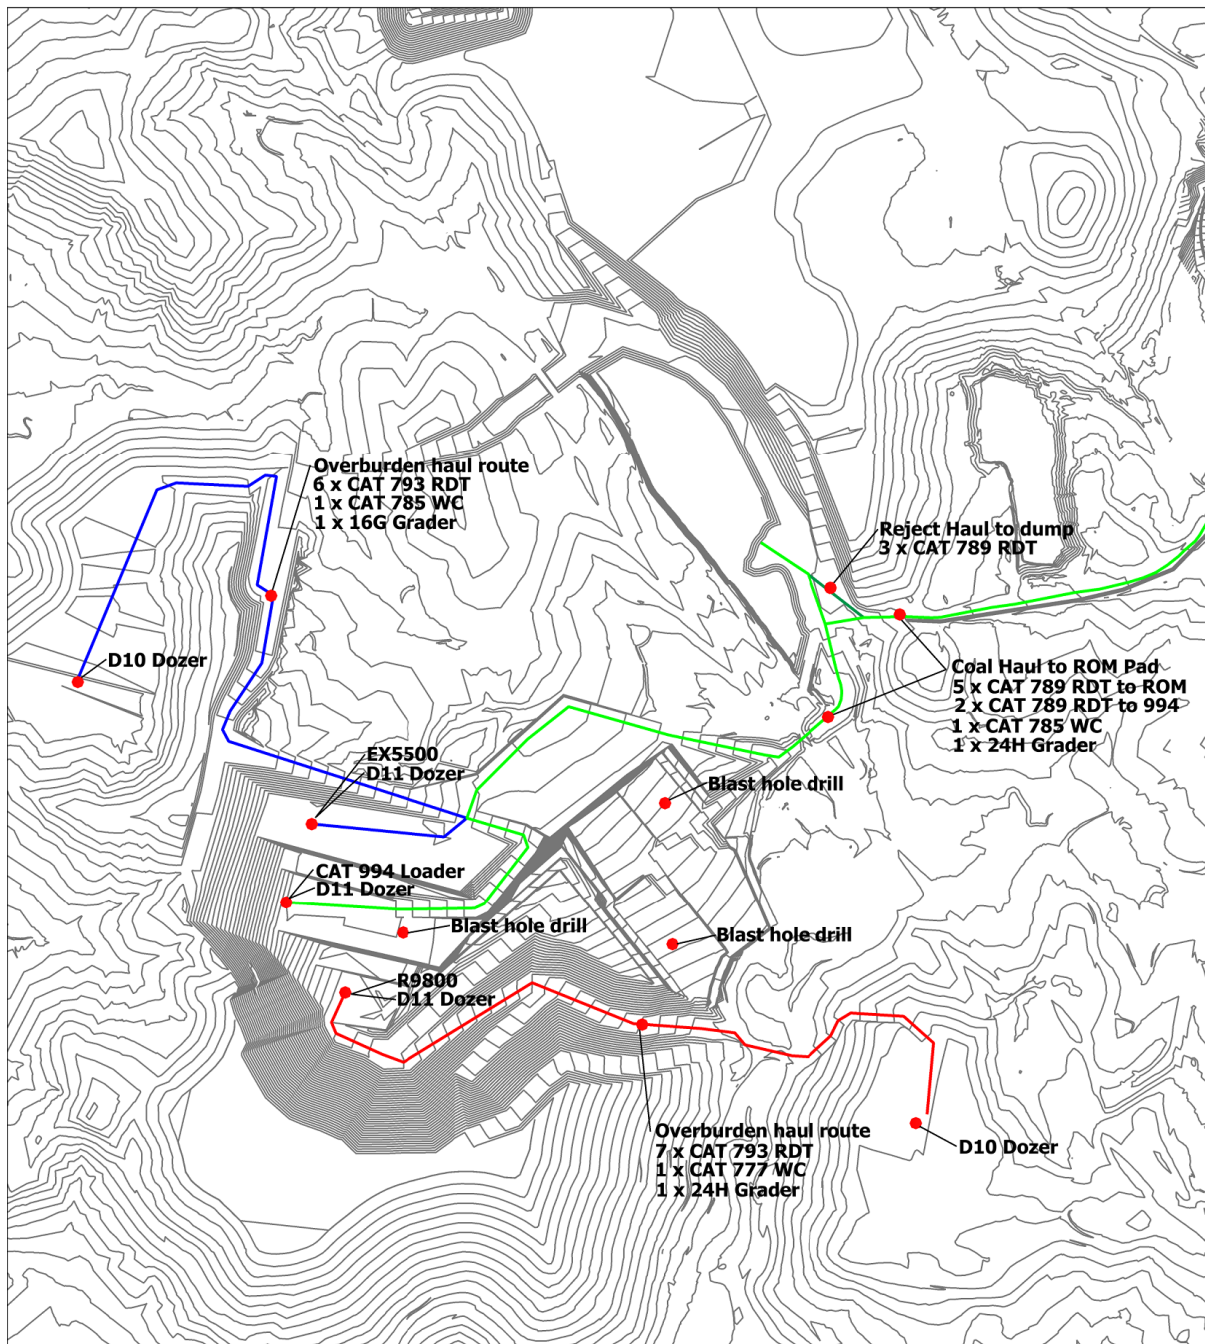 Overburden haul route
6 x CAT 793 RDT
1 x CAT 785 WC
1 x 16G Grader
Reject Haul to dump
3 x CAT 789 RDT
D10 Dozer
Coal Haul to ROM Pad
5 x CAT 789 RDT to ROM
2 x CAT 789 RDT to 994
1 x CAT 785 WC
1 x 24H Grader
EX5500
D11 Dozer
Blast hole drill
CAT 994 Loader
D11 Dozer
Blast hole drill
Blast hole drill
R9800
D11 Dozer
Overburden haul route
7 x CAT 793 RDT
1 x CAT 777 WC
1 x 24H Grader
D10 Dozer